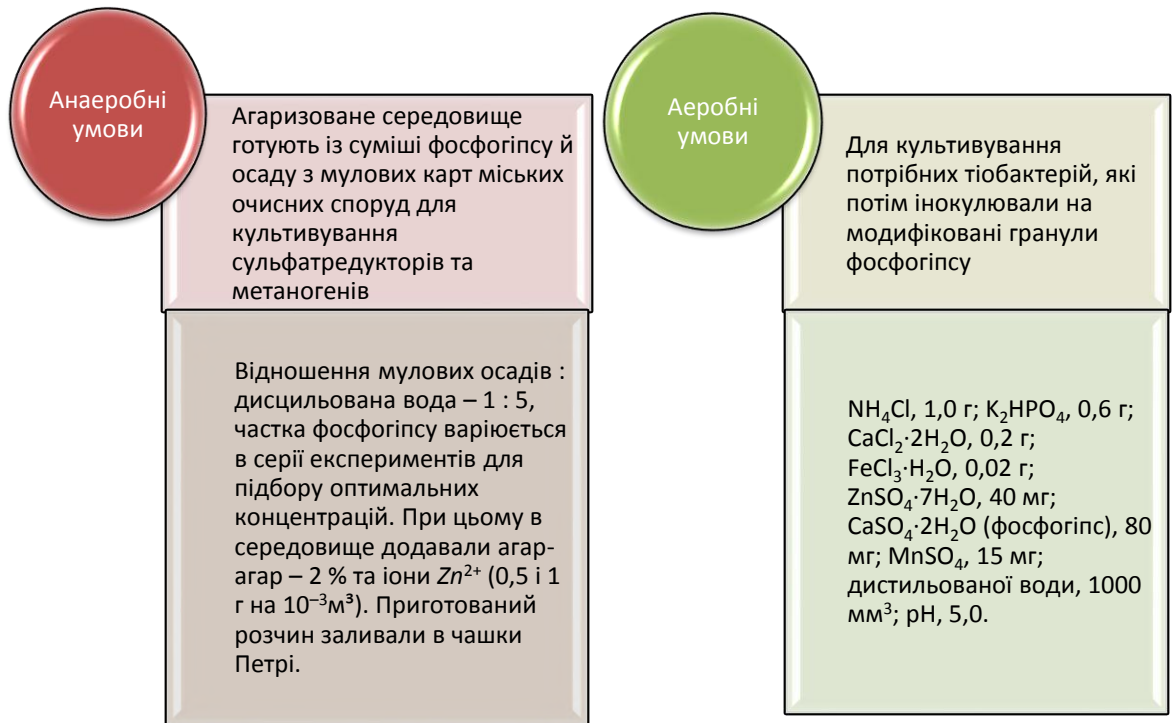 Анаеробні
умови
Агаризоване середовище
готують із суміші фосфогіпсу й
осаду з мулових карт міських
очисних споруд для
культивування
сульфатредукторів та
метаногенів
Відношення мулових осадів :
дисцильована вода – 1 : 5,
частка фосфогіпсу варіюється
в серії експериментів для
підбору оптимальних
концентрацій. При цьому в
середовище додавали агар-
агар – 2 % та іони Zn²⁺ (0,5 і 1
г на 10⁻³м³). Приготований
розчин заливали в чашки
Петрі.
Аеробні
умови
Для культивування
потрібних тіобактерій, які
потім інокулювали на
модифіковані гранули
фосфогіпсу
NH₄Cl, 1,0 г; K₂HPO₄, 0,6 г;
CaCl₂·2H₂O, 0,2 г;
FeCl₃·H₂O, 0,02 г;
ZnSO₄·7H₂O, 40 мг;
CaSO₄·2H₂O (фосфогіпс), 80
мг; MnSO₄, 15 мг;
дистильованої води, 1000
мм³; pH, 5,0.